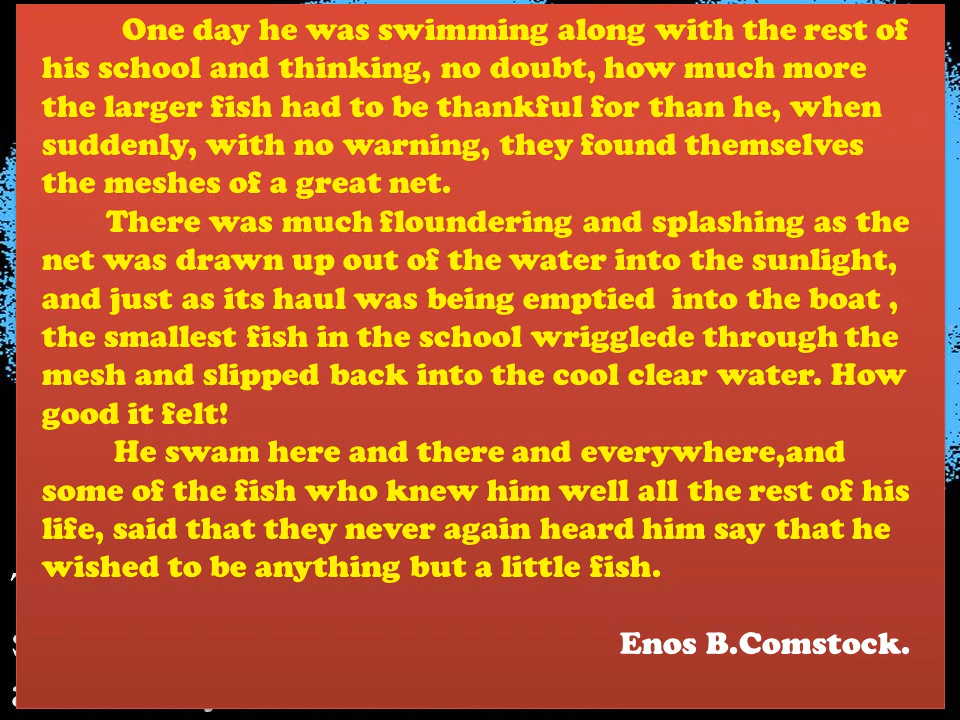 One day he was swimming along with the rest of
his school and thinking, no doubt, how much more
the larger fish had to be thankful for than he, when
suddenly, with no warning, they found themselves
the meshes of a great net.
There was much floundering and splashing as the
net was drawn up out of the water into the sunlight,
and just as its haul was being emptied into the boat ,
the smallest fish in the school wrigglede through the
mesh and slipped back into the cool clear water. How
good it felt!
He swam here and there and everywhere,and
some of the fish who knew him well all the rest of his
life, said that they never again heard him say that he
wished to be anything but a little fish.
Enos B.Comstock.